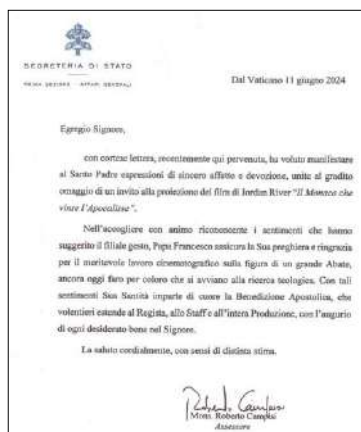 SEGRETERIA DI STATO
PRIMA SEZIONE - AFFARI GENERALI
Dal Vaticano 11 giugno 2024
Egregio Signore,
con cortese lettera, recentemente qui pervenuta, ha voluto manifestare
al Santo Padre espressioni di sincero affetto e devozione, unite al gradito
omaggio di un invito alla proiezione del film di Jordan River "Il Monaco che
vinse l'Apocalisse".
Nell'accogliere con animo riconoscente i sentimenti che hanno
suggerito il filiale gesto, Papa Francesco assicura la Sua preghiera e ringrazia
per il meritevole lavoro cinematografico sulla figura di un grande Abate,
ancora oggi faro per coloro che si avviano alla ricerca teologica. Con tali
sentimenti Sua Santità imparte di cuore la Benedizione Apostolica, che
volentieri estende al Regista, allo Staff e all'intera Produzione, con l'augurio
di ogni desiderato bene nel Signore.
La saluto cordialmente, con sensi di distinta stima.
Roberto Campisi
Mons. Roberto Campisi
Assessore